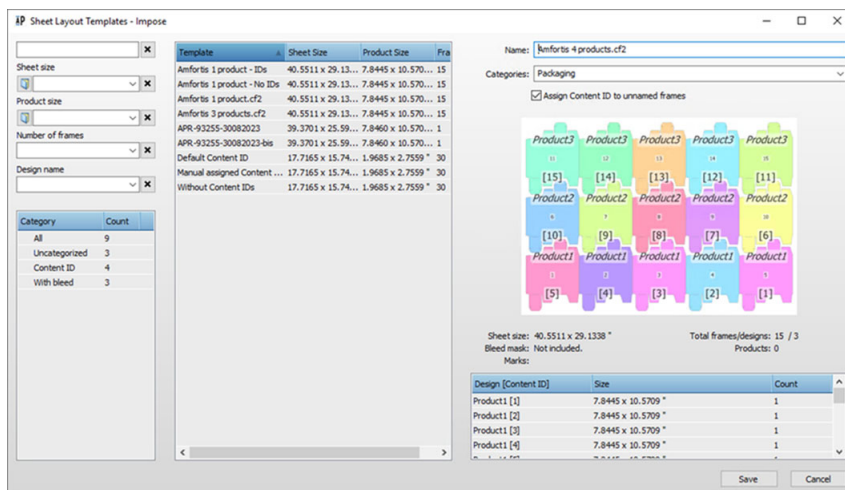 Sheet Layout Templates - Impose
Sheet size
Product size
Number of frames
Design name
Category Count
All 9
Uncategorized 3
Content ID 4
With bleed 3
Template Sheet Size Product Size Fra
Amfortis 1 product - IDs 40.5511 x 29.13... 7.8445 x 10.570... 15
Amfortis 1 product - No IDs 40.5511 x 29.13... 7.8445 x 10.570... 15
Amfortis 1 product.cf2 40.5511 x 29.13... 7.8445 x 10.570... 15
Amfortis 3 products.cf2 40.5511 x 29.13... 7.8445 x 10.570... 15
APR-93255-30082023 39.3701 x 25.59... 7.8460 x 10.570... 1
APR-93255-30082023-bis 39.3701 x 25.59... 7.8460 x 10.570... 1
Default Content ID 17.7165 x 15.74... 1.9685 x 2.7559 " 30
Manual assigned Content ... 17.7165 x 15.74... 1.9685 x 2.7559 " 30
Without Content IDs 17.7165 x 15.74... 1.9685 x 2.7559 " 30
Name: Amfortis 4 products.cf2
Categories: Packaging
Assign Content ID to unnamed frames
Product3 Product3 Product3 Product3 Product3
[15] [14] [13] [12] [11]
Product2 Product2 Product2 Product2 Product2
[10] [9] [8] [7] [6]
Product1 Product1 Product1 Product1 Product1
[5] [4] [3] [2] [1]
Sheet size: 40.5511 x 29.1338 " Total frames/designs: 15 / 3
Bleed mask: Not included. Products: 0
Marks:
Design [Content ID] Size Count
Product1 [1] 7.8445 x 10.5709 " 1
Product1 [2] 7.8445 x 10.5709 " 1
Product1 [3] 7.8445 x 10.5709 " 1
Product1 [4] 7.8445 x 10.5709 " 1
Save Cancel